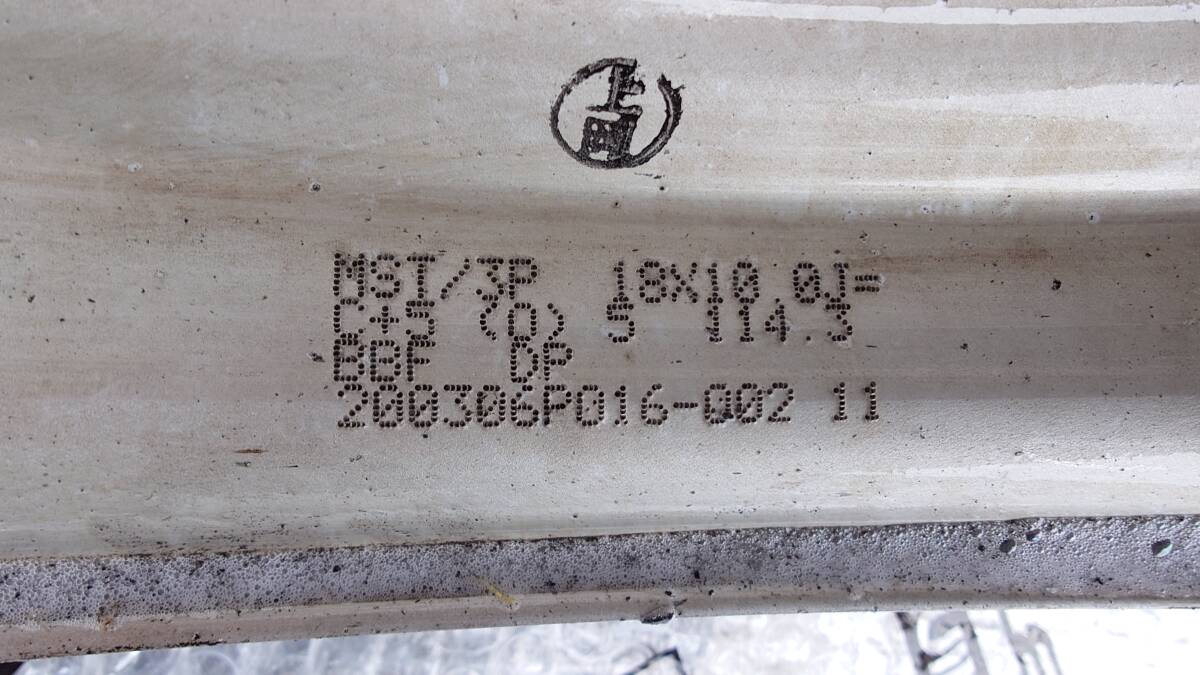 MSI/3P 18X10.0J=
C+5 (0) 5 114.3
BBF DP
200306P016-002 11